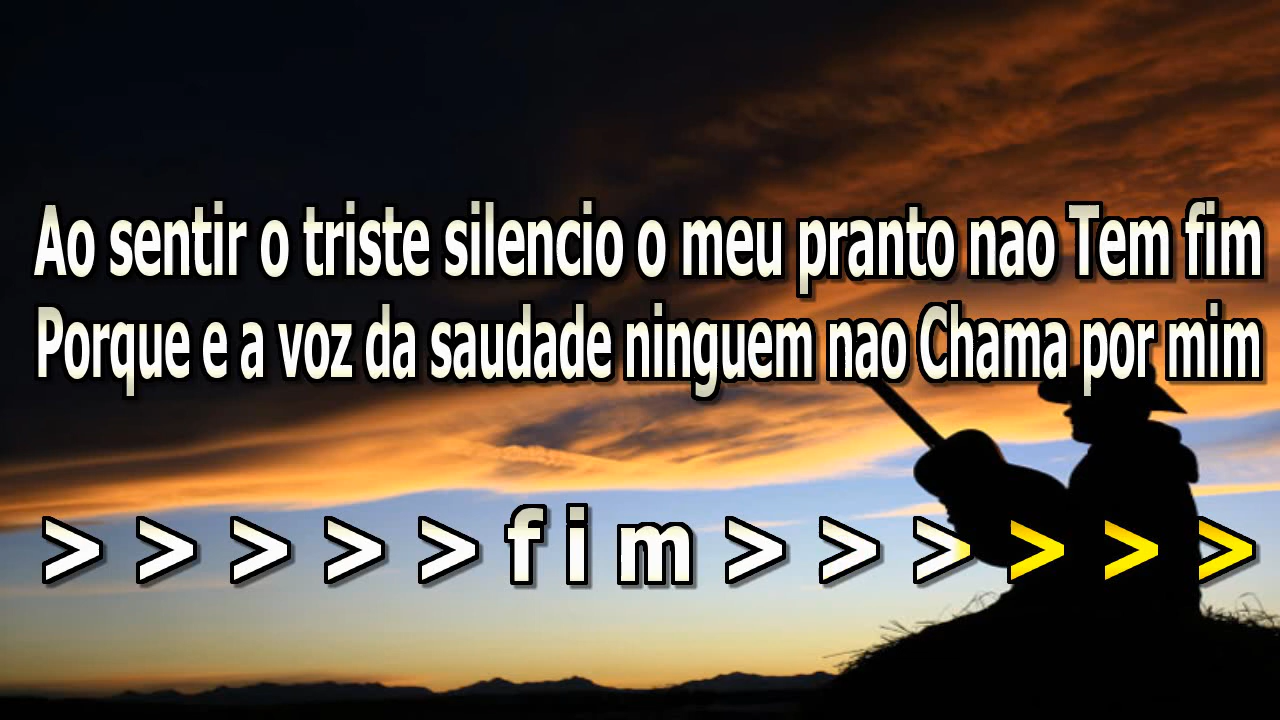 Ao sentir o triste silencio o meu pranto nao Tem fim
Porque e a voz da saudade ninguem nao Chama por mim
> > > > > f i m > > > > > >